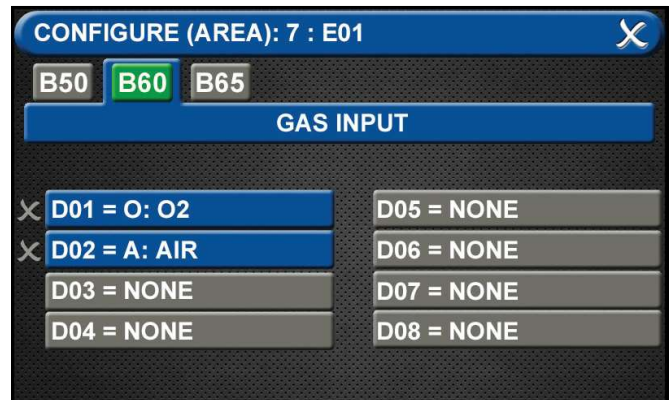 CONFIGURE (AREA): 7 : E01
B50 B60 B65
GAS INPUT
D01 = O: O2
D02 = A: AIR
D03 = NONE
D04 = NONE
D05 = NONE
D06 = NONE
D07 = NONE
D08 = NONE